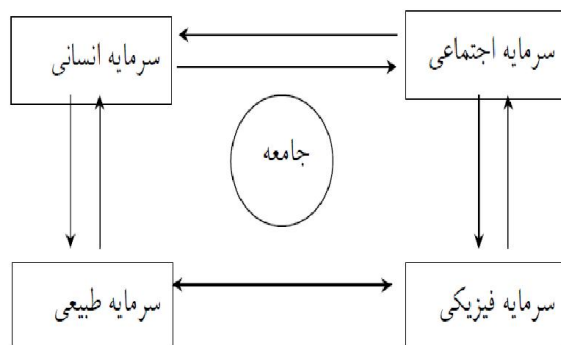 سرمایه اجتماعی
سرمایه انسانی
جامعه
سرمایه فیزیکی
سرمایه طبیعی